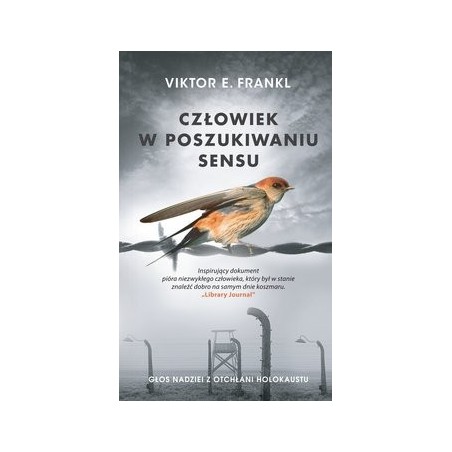 VIKTOR E. FRANKL
CZŁOWIEK
W POSZUKIWANIU
SENSU
Inspirujący dokument
pióra niezwykłego człowieka, który był w stanie
znaleźć dobro na samym dnie koszmaru.
„Library Journal”
GŁOS NADZIEI Z OTCHŁANI HOLOKAUSTU